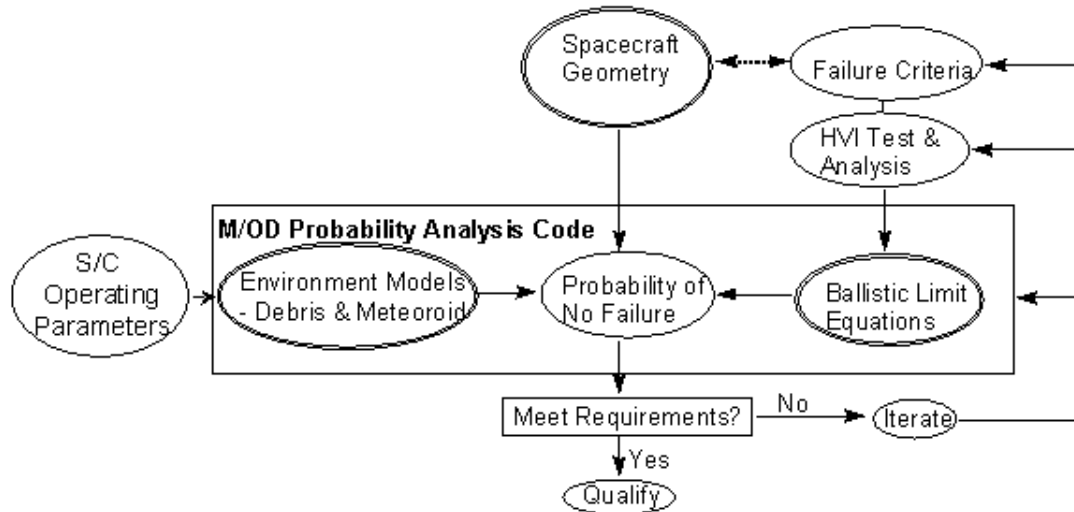 Spacecraft
Geometry
Failure Criteria
HVI Test &
Analysis
M/OD Probability Analysis Code
S/C
Operating
Parameters
Environment Models
- Debris & Meteoroid
Probability of
No Failure
Ballistic Limit
Equations
Meet Requirements?
No
Iterate
Yes
Qualify